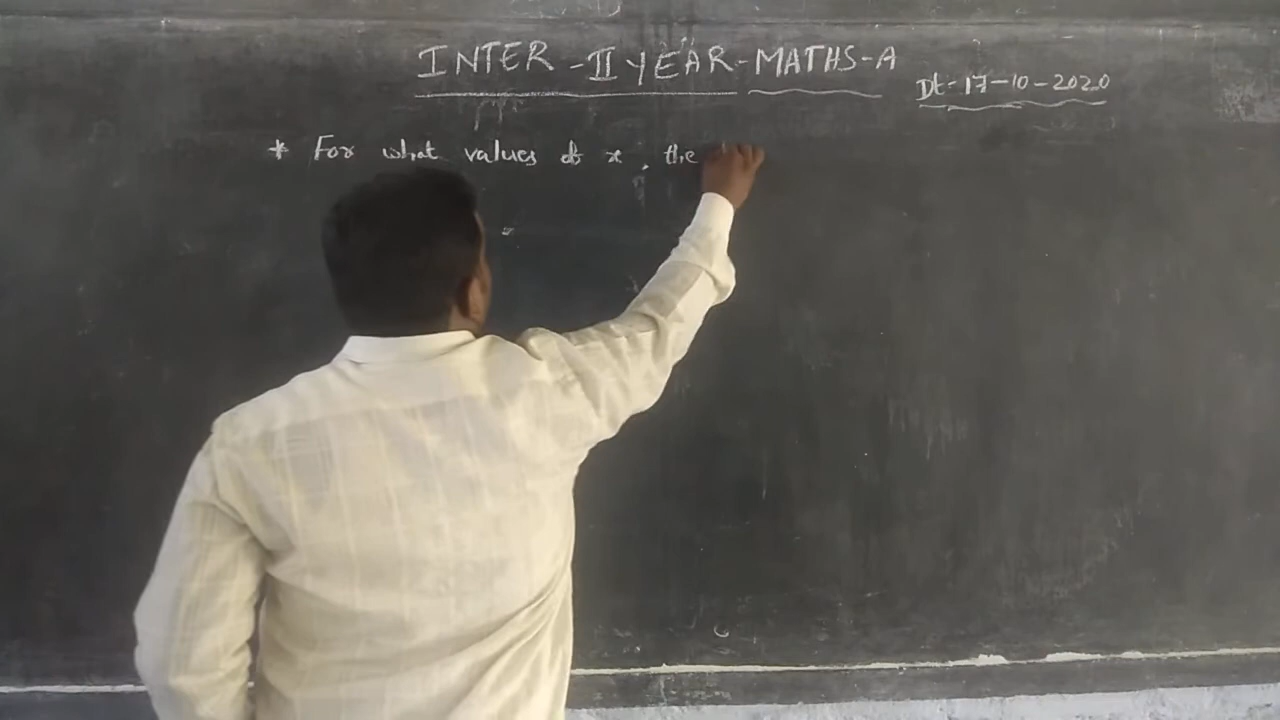 INTER - II YEAR - MATHS - A
Dt:- 17-10-2020
* For what values of x, the